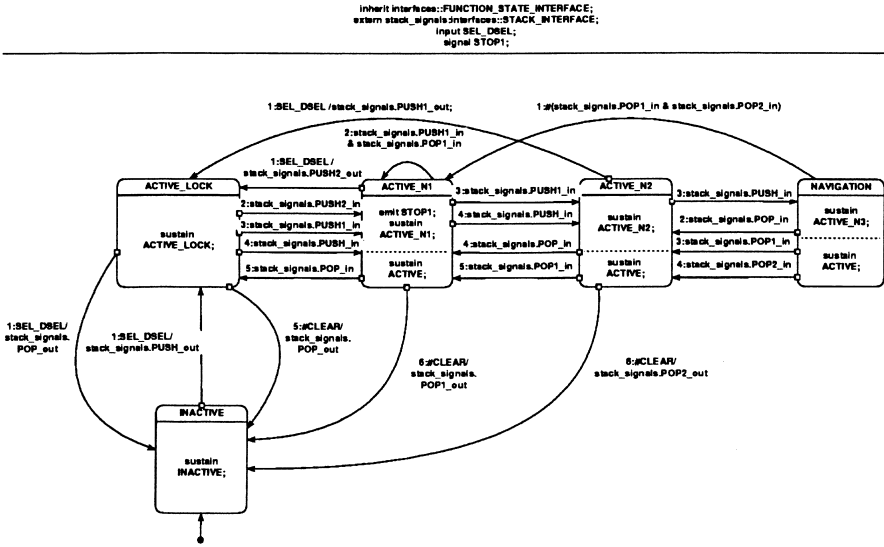 inherit interfaces::FUNCTION_STATE_INTERFACE;
extern stack_signals:interfaces::STACK_INTERFACE;
input SEL_DSEL;
signal STOP1;
1:SEL_DSEL /stack_signals.PUSH1_out;
1:#(stack_signals.POP1_in & stack_signals.POP2_in)
2:stack_signals.PUSH1_in
& stack_signals.POP1_in
1:SEL_DSEL /
stack_signals.PUSH2_out
ACTIVE_LOCK
sustain
ACTIVE_LOCK;
2:stack_signals.PUSH2_in
3:stack_signals.PUSH1_in
4:stack_signals.PUSH_in
5:stack_signals.POP_in
ACTIVE_N1
emit STOP1;
sustain
ACTIVE_N1;
sustain
ACTIVE;
3:stack_signals.PUSH1_in
4:stack_signals.PUSH_in
4:stack_signals.POP_in
5:stack_signals.POP1_in
ACTIVE_N2
sustain
ACTIVE_N2;
sustain
ACTIVE;
3:stack_signals.PUSH_in
2:stack_signals.POP_in
3:stack_signals.POP1_in
4:stack_signals.POP2_in
NAVIGATION
sustain
ACTIVE_N3;
sustain
ACTIVE;
1:SEL_DSEL/
stack_signals.
POP_out
1:SEL_DSEL/
stack_signals.PUSH_out
5:#CLEAR/
stack_signals.
POP_out
6:#CLEAR/
stack_signals.
POP1_out
6:#CLEAR/
stack_signals.POP2_out
INACTIVE
sustain
INACTIVE;